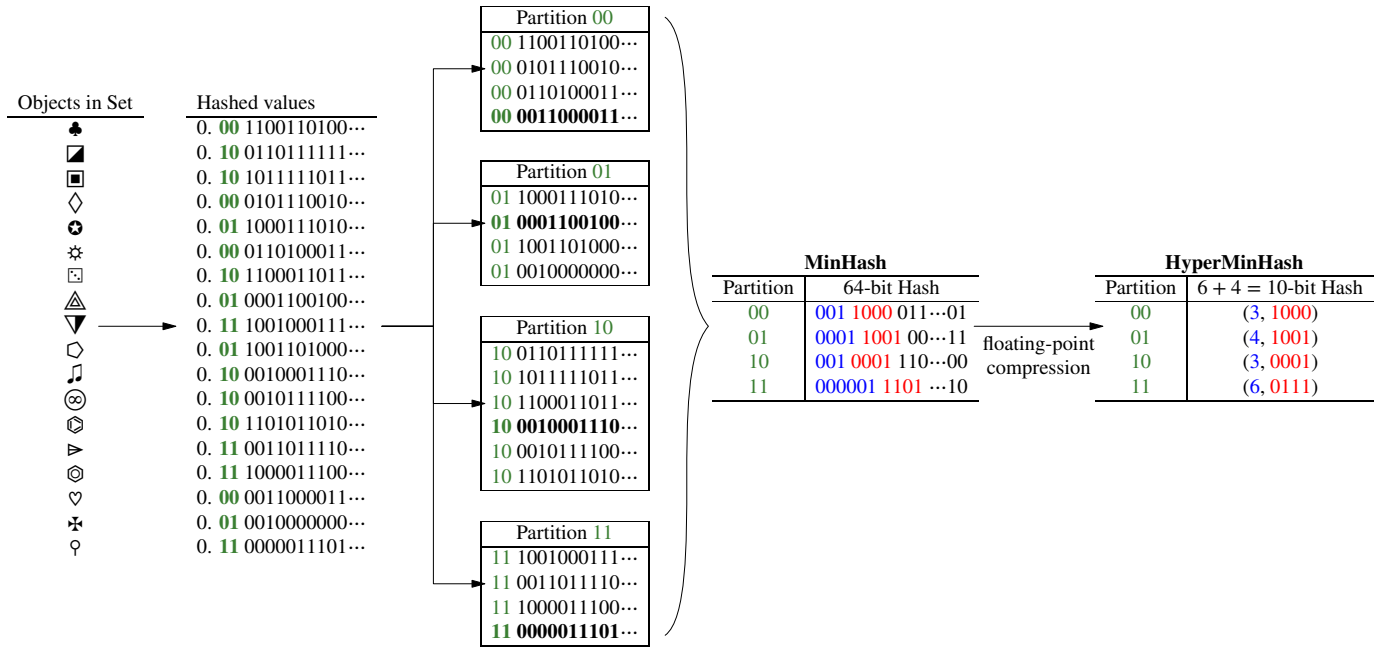 Objects in Set
Hashed values
0. 00 1100110100···
0. 10 0110111111···
0. 10 1011111011···
0. 00 0101110010···
0. 01 1000111010···
0. 00 0110100011···
0. 10 1100011011···
0. 01 0001100100···
0. 11 1001000111···
0. 01 1001101000···
0. 10 0010001110···
0. 10 0010111100···
0. 10 1101011010···
0. 11 0011011110···
0. 11 1000011100···
0. 00 0011000011···
0. 01 0010000000···
0. 11 0000011101···
Partition 00
00 1100110100···
00 0101110010···
00 0110100011···
00 0011000011···
Partition 01
01 1000111010···
01 0001100100···
01 1001101000···
01 0010000000···
Partition 10
10 0110111111···
10 1011111011···
10 1100011011···
10 0010001110···
10 0010111100···
10 1101011010···
Partition 11
11 1001000111···
11 0011011110···
11 1000011100···
11 0000011101···
MinHash
Partition 64-bit Hash
00 001 1000 011···01
01 0001 1001 00···11
10 001 0001 110···00
11 000001 1101 ···10
floating-point
compression
HyperMinHash
Partition 6 + 4 = 10-bit Hash
00 (3, 1000)
01 (4, 1001)
10 (3, 0001)
11 (6, 0111)